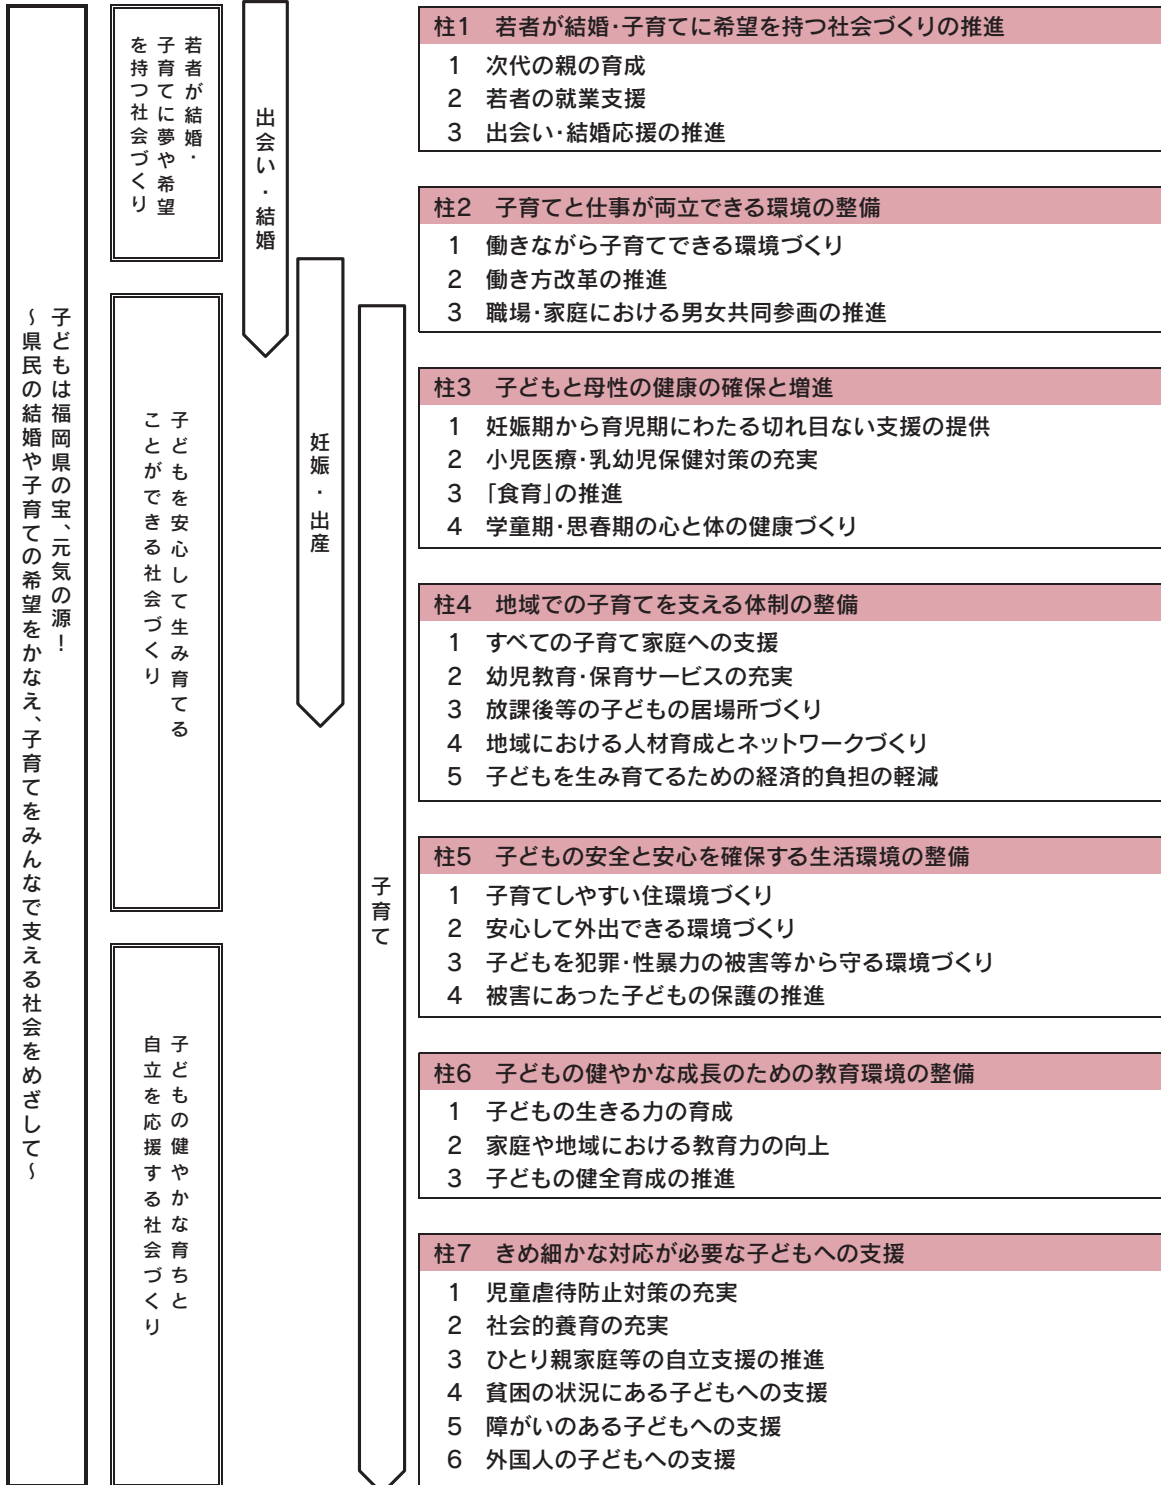 子どもは福岡県の宝、元気の源！
～県民の結婚や子育ての希望をかなえ、子育てをみんなで支える社会をめざして～
若者が結婚・
子育てに夢や希望
を持つ社会づくり
子どもを安心して生み育てる
ことができる社会づくり
子どもの健やかな育ちと
自立を応援する社会づくり
出会い・結婚
妊娠・出産
子育て
柱1　若者が結婚・子育てに希望を持つ社会づくりの推進
1　次代の親の育成
2　若者の就業支援
3　出会い・結婚応援の推進
柱2　子育てと仕事が両立できる環境の整備
1　働きながら子育てできる環境づくり
2　働き方改革の推進
3　職場・家庭における男女共同参画の推進
柱3　子どもと母性の健康の確保と増進
1　妊娠期から育児期にわたる切れ目ない支援の提供
2　小児医療・乳幼児保健対策の充実
3　「食育」の推進
4　学童期・思春期の心と体の健康づくり
柱4　地域での子育てを支える体制の整備
1　すべての子育て家庭への支援
2　幼児教育・保育サービスの充実
3　放課後等の子どもの居場所づくり
4　地域における人材育成とネットワークづくり
5　子どもを生み育てるための経済的負担の軽減
柱5　子どもの安全と安心を確保する生活環境の整備
1　子育てしやすい住環境づくり
2　安心して外出できる環境づくり
3　子どもを犯罪・性暴力の被害等から守る環境づくり
4　被害にあった子どもの保護の推進
柱6　子どもの健やかな成長のための教育環境の整備
1　子どもの生きる力の育成
2　家庭や地域における教育力の向上
3　子どもの健全育成の推進
柱7　きめ細かな対応が必要な子どもへの支援
1　児童虐待防止対策の充実
2　社会的養育の充実
3　ひとり親家庭等の自立支援の推進
4　貧困の状況にある子どもへの支援
5　障がいのある子どもへの支援
6　外国人の子どもへの支援